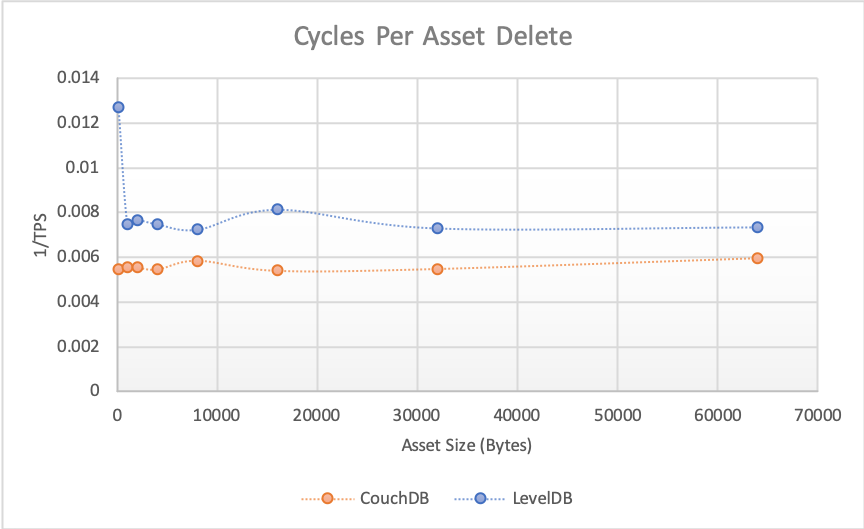 Cycles Per Asset Delete
0.014
0.012
0.01
0.008
0.006
0.004
0.002
0
1/TPS
0 10000 20000 30000 40000 50000 60000 70000
Asset Size (Bytes)
CouchDB LevelDB